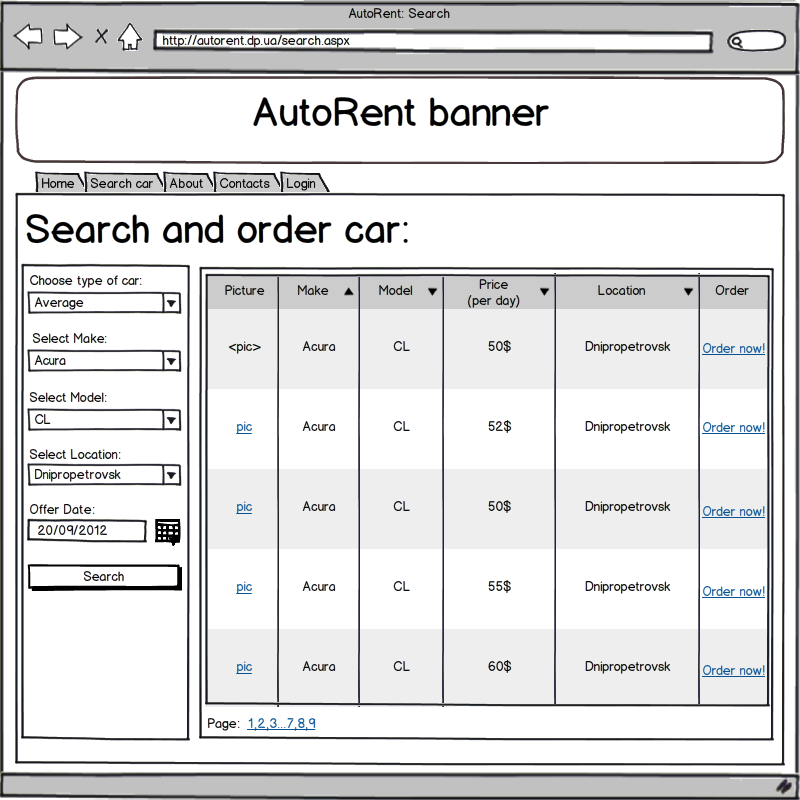 AutoRent: Search
http://autorent.dp.ua/search.aspx
AutoRent banner
Home Search car About Contacts Login
Search and order car:
Choose type of car:
Average
Select Make:
Acura
Select Model:
CL
Select Location:
Dnipropetrovsk
Offer Date:
20/09/2012
Search
Picture Make Model Price (per day) Location Order
<pic> Acura CL 50$ Dnipropetrovsk Order now!
pic Acura CL 52$ Dnipropetrovsk Order now!
pic Acura CL 50$ Dnipropetrovsk Order now!
pic Acura CL 55$ Dnipropetrovsk Order now!
pic Acura CL 60$ Dnipropetrovsk Order now!
Page: 1,2,3...7,8,9